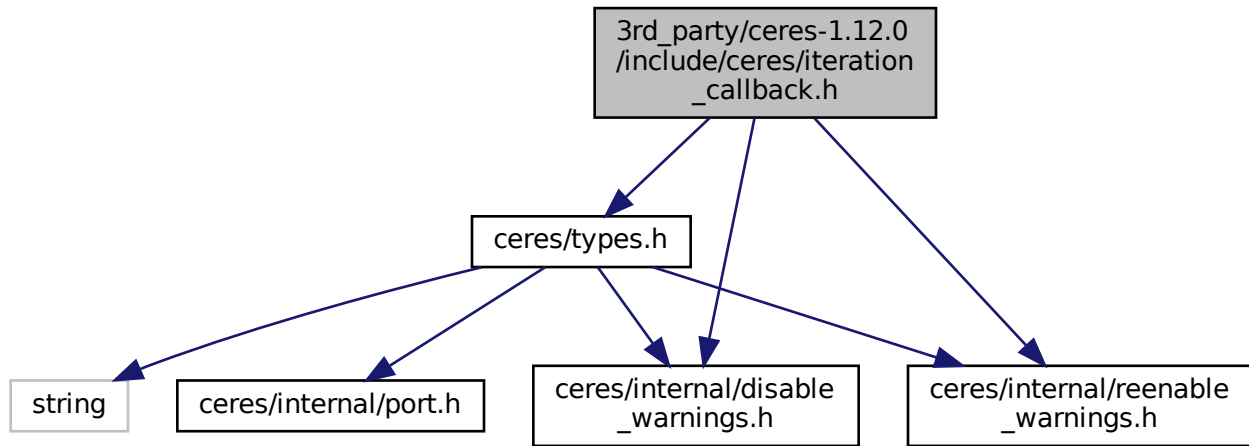 3rd_party/ceres-1.12.0
/include/ceres/iteration
_callback.h
ceres/types.h
string
ceres/internal/port.h
ceres/internal/disable
_warnings.h
ceres/internal/reenable
_warnings.h